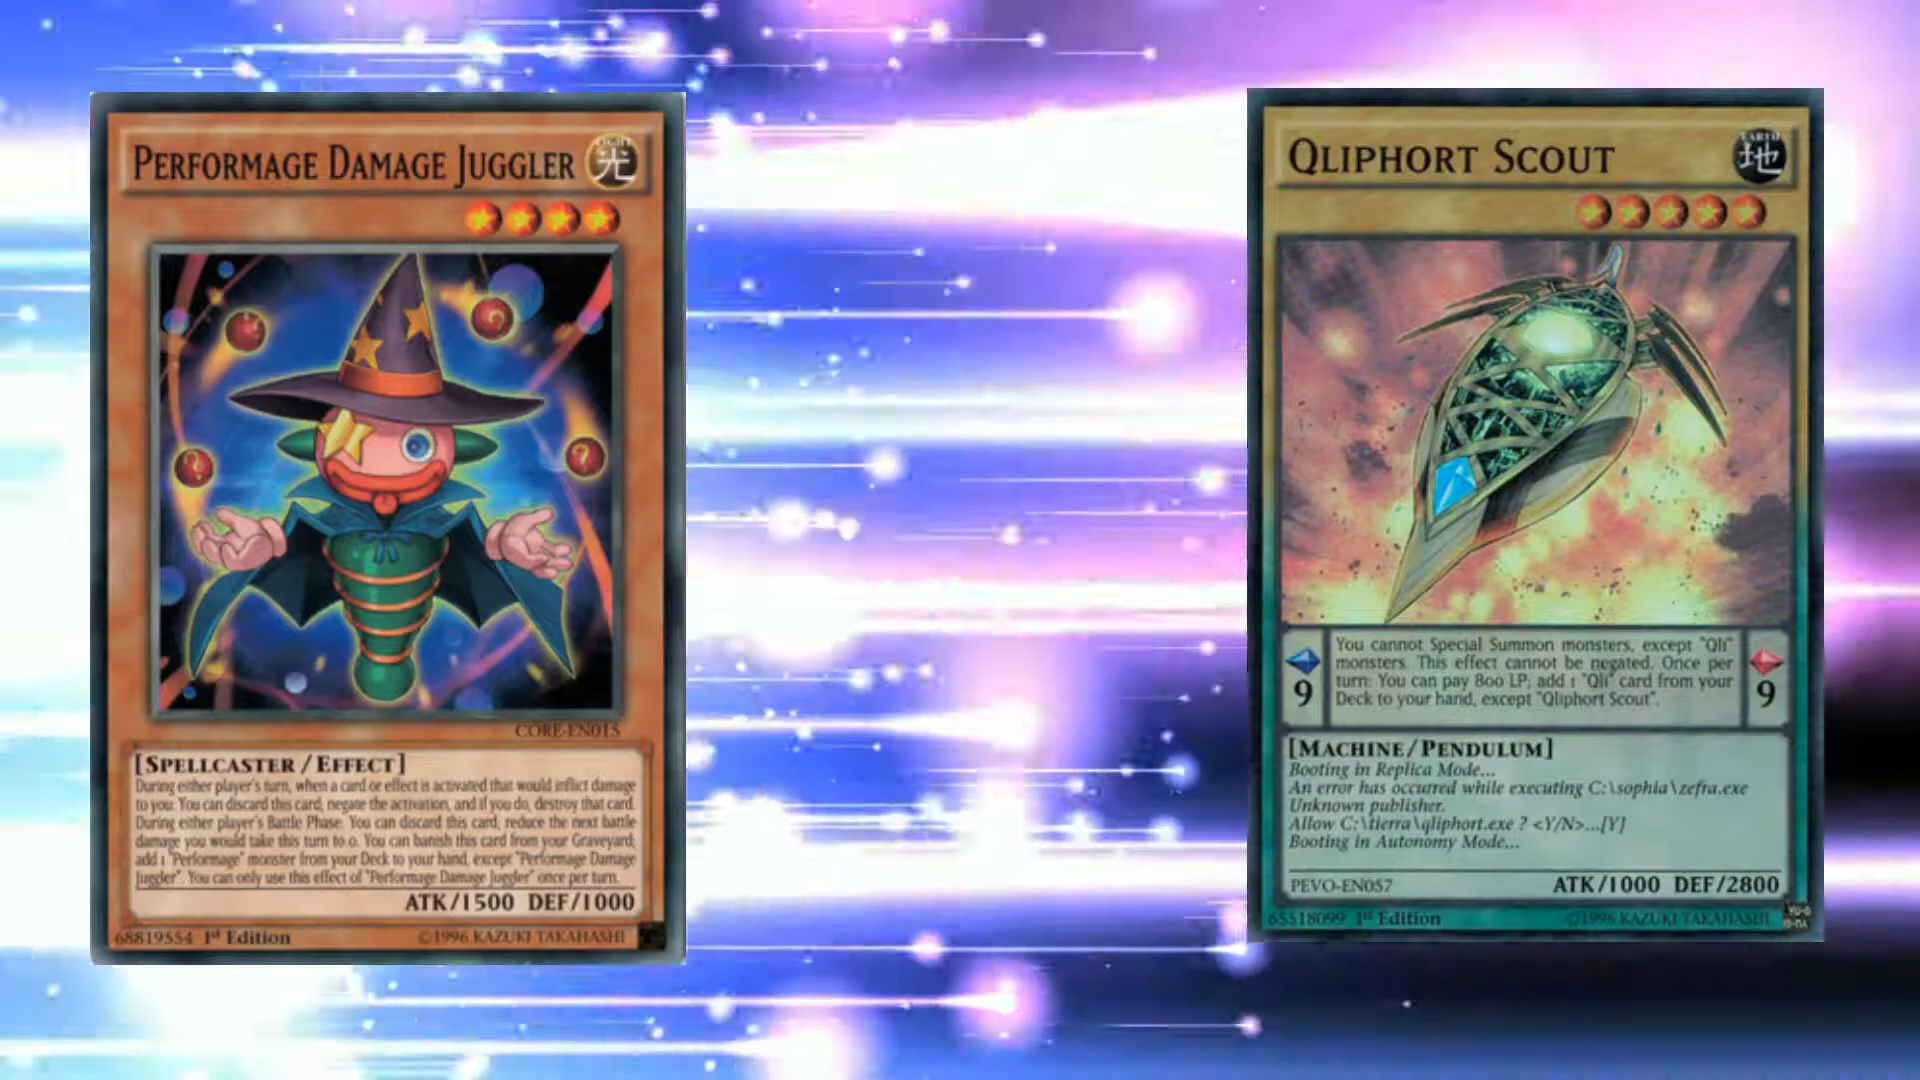 PERFORMAGE DAMAGE JUGGLER
LIGHT
光
CORE-EN015
[SPELLCASTER / EFFECT]
During either player's turn, when a card or effect is activated that would inflict damage
to you: You can discard this card; negate the activation, and if you do, destroy that card.
During either player's Battle Phase: You can discard this card; reduce the next battle
damage you would take this turn to 0. You can banish this card from your Graveyard;
add 1 "Performage" monster from your Deck to your hand, except "Performage Damage
Juggler". You can only use this effect of "Performage Damage Juggler" once per turn.
ATK/1500 DEF/1000
68819554 1st Edition ©1996 KAZUKI TAKAHASHI
QLIPHORT SCOUT
EARTH
地
You cannot Special Summon monsters, except "Qli"
monsters. This effect cannot be negated. Once per
turn: You can pay 800 LP; add 1 "Qli" card from your
Deck to your hand, except "Qliphort Scout".
9 9
[MACHINE/PENDULUM]
Booting in Replica Mode...
An error has occurred while executing C:\sophia\zefra.exe
Unknown publisher.
Allow C:\tierra\qliphort.exe ? <Y/N>...[Y]
Booting in Autonomy Mode...
PEVO-EN057 ATK/1000 DEF/2800
65518099 1st Edition ©1996 KAZUKI TAKAHASHI